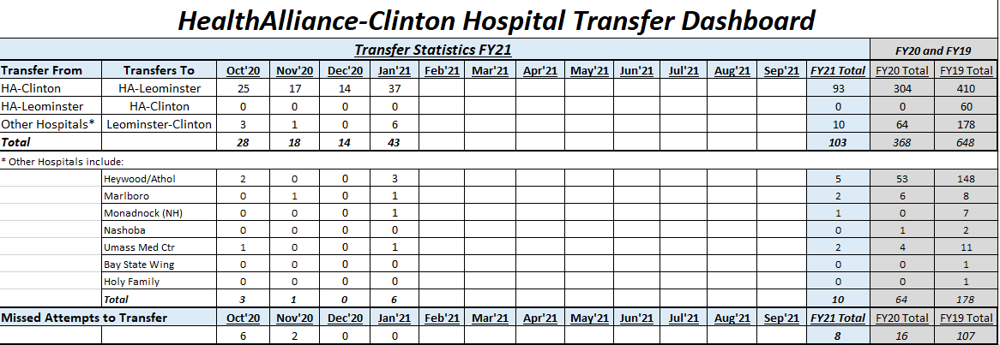 HealthAlliance-Clinton Hospital Transfer Dashboard
Transfer Statistics FY21 FY20 and FY19
Transfer From Transfers To Oct'20 Nov'20 Dec'20 Jan'21 Feb'21 Mar'21 Apr'21 May'21 Jun'21 Jul'21 Aug'21 Sep'21 FY21 Total FY20 Total FY19 Total
HA-Clinton HA-Leominster 25 17 14 37 93 304 410
HA-Leominster HA-Clinton 0 0 0 0 0 0 60
Other Hospitals* Leominster-Clinton 3 1 0 6 10 64 178
Total 28 18 14 43 103 368 648
* Other Hospitals include:
Heywood/Athol 2 0 0 3 5 53 148
Marlboro 0 1 0 1 2 6 8
Monadnock (NH) 0 0 0 1 1 0 7
Nashoba 0 0 0 0 0 1 2
Umass Med Ctr 1 0 0 1 2 4 11
Bay State Wing 0 0 0 0 0 0 1
Holy Family 0 0 0 0 0 0 1
Total 3 1 0 6 10 64 178
Missed Attempts to Transfer Oct'20 Nov'20 Dec'20 Jan'21 Feb'21 Mar'21 Apr'21 May'21 Jun'21 Jul'21 Aug'21 Sep'21 FY21 Total FY20 Total FY19 Total
6 2 0 0 8 16 107